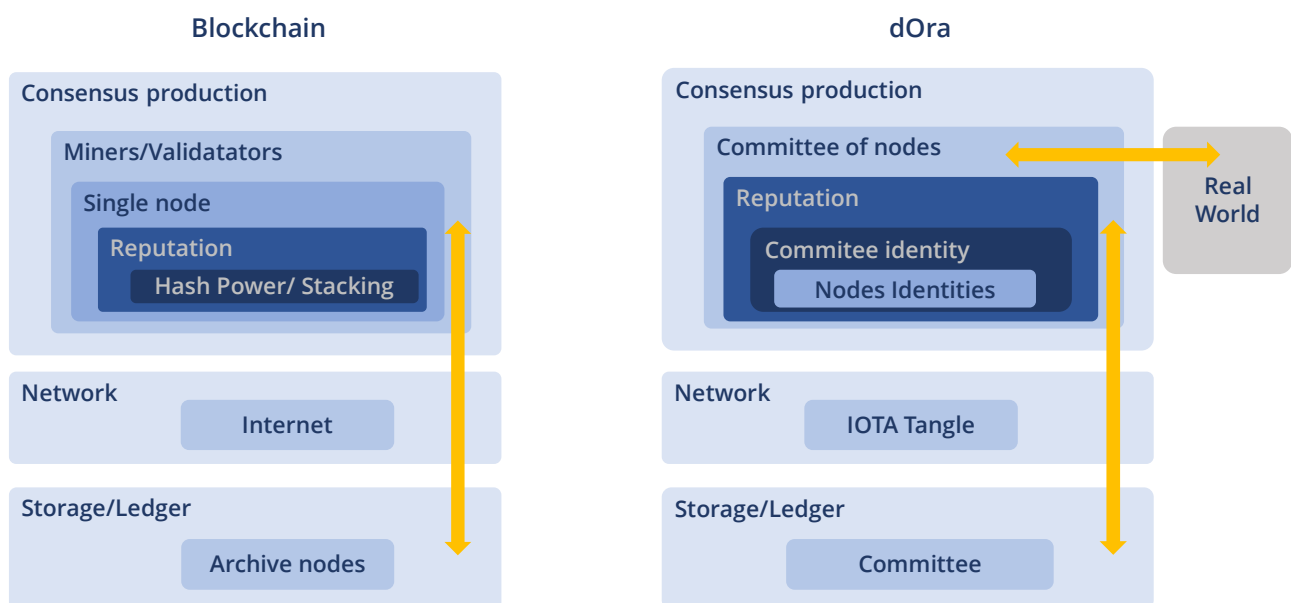 Blockchain
Consensus production
Miners/Validatators
Single node
Reputation
Hash Power/ Stacking
Network
Internet
Storage/Ledger
Archive nodes
dOra
Consensus production
Committee of nodes
Reputation
Commitee identity
Nodes Identities
Real
World
Network
IOTA Tangle
Storage/Ledger
Committee